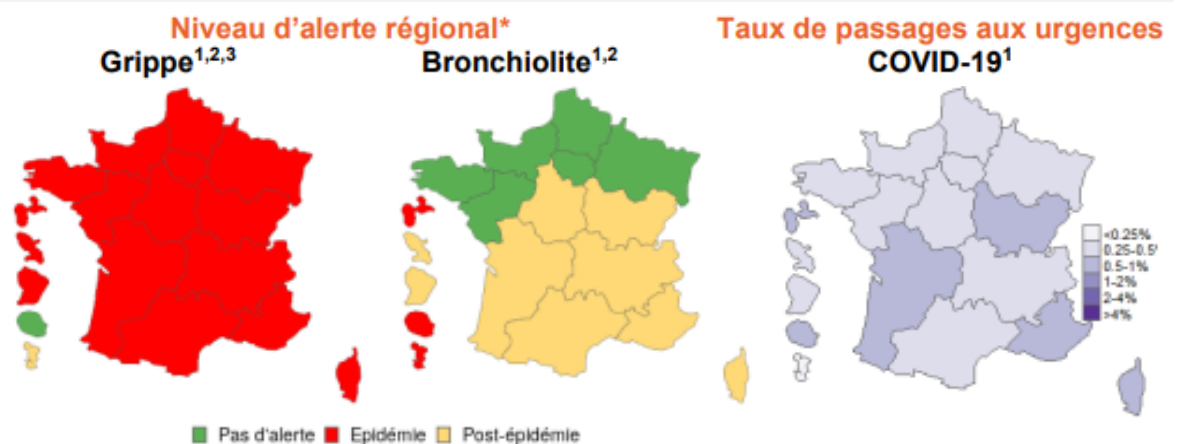 Niveau d'alerte régional*
Taux de passages aux urgences
Grippe1,2,3
Bronchiolite1,2
COVID-191
<0.25%
0.25-0.5'
0.5-1%
1-2%
2-4%
>4%
Pas d'alerte
Epidémie
Post-épidémie